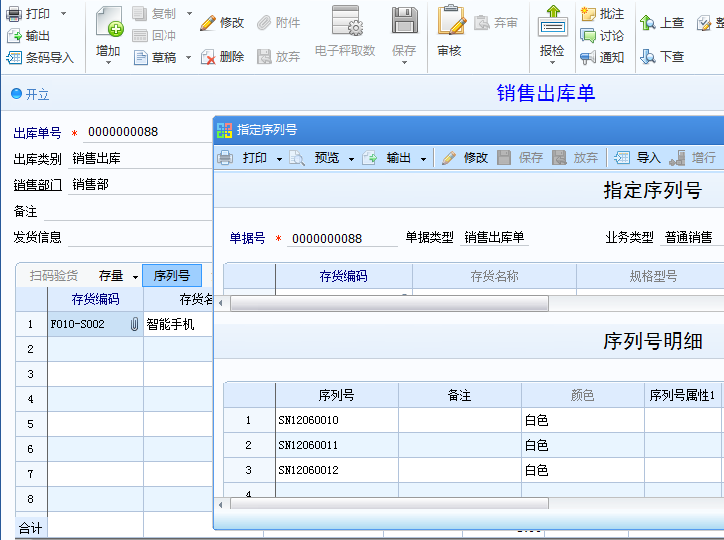 打印 复制 修改 附件 批注 上查 整
输出 增加 回冲 电子秤取数 保存 审核 弃审 报检 讨论
条码导入 草稿 删除 放弃 通知 下查
开立 销售出库单
出库单号 * 0000000088
出库类别 销售出库
销售部门 销售部
备注
发货信息
扫码验货 存量 序列号
存货编码 存货名
1 F010-S002 智能手机
2
3
4
5
6
7
8
合计
指定序列号
打印 预览 输出 修改 保存 放弃 导入 增行
指定序列号
单据号 * 0000000088 单据类型 销售出库单 业务类型 普通销售
存货编码 存货名称 规格型号
序列号明细
序列号 备注 颜色 序列号属性1
1 SN12060010 白色
2 SN12060011 白色
3 SN12060012 白色
4